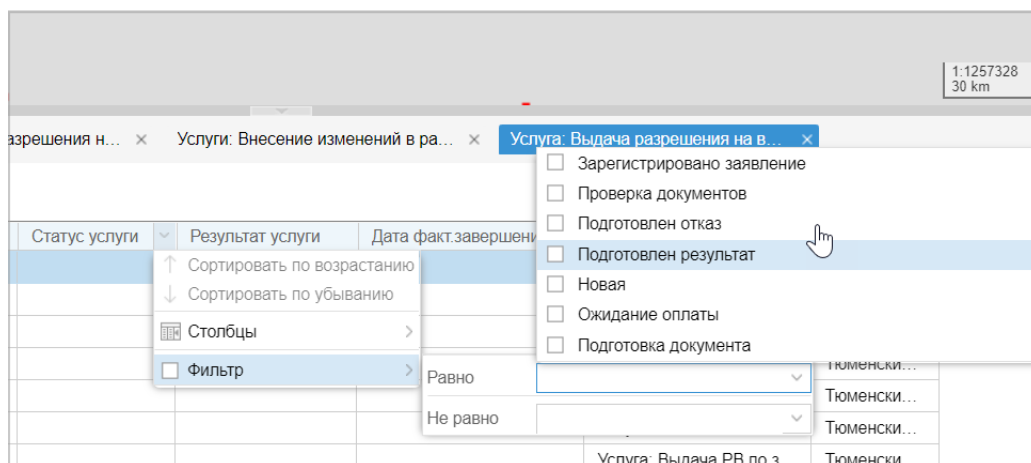 1:1257328
30 km
азрешения н... × Услуги: Внесение изменений в ра... × Услуга: Выдача разрешения на в... ×
Зарегистрировано заявление
Проверка документов
Подготовлен отказ
Статус услуги Результат услуги Дата факт.завершени
Подготовлен результат
Сортировать по возрастанию
Новая
Сортировать по убыванию
Ожидание оплаты
Столбцы
Подготовка документа
Фильтр
Равно
Тюменски...
Тюменски...
Не равно
Тюменски...
Услуга: Выдача РВ по з
Тюменски